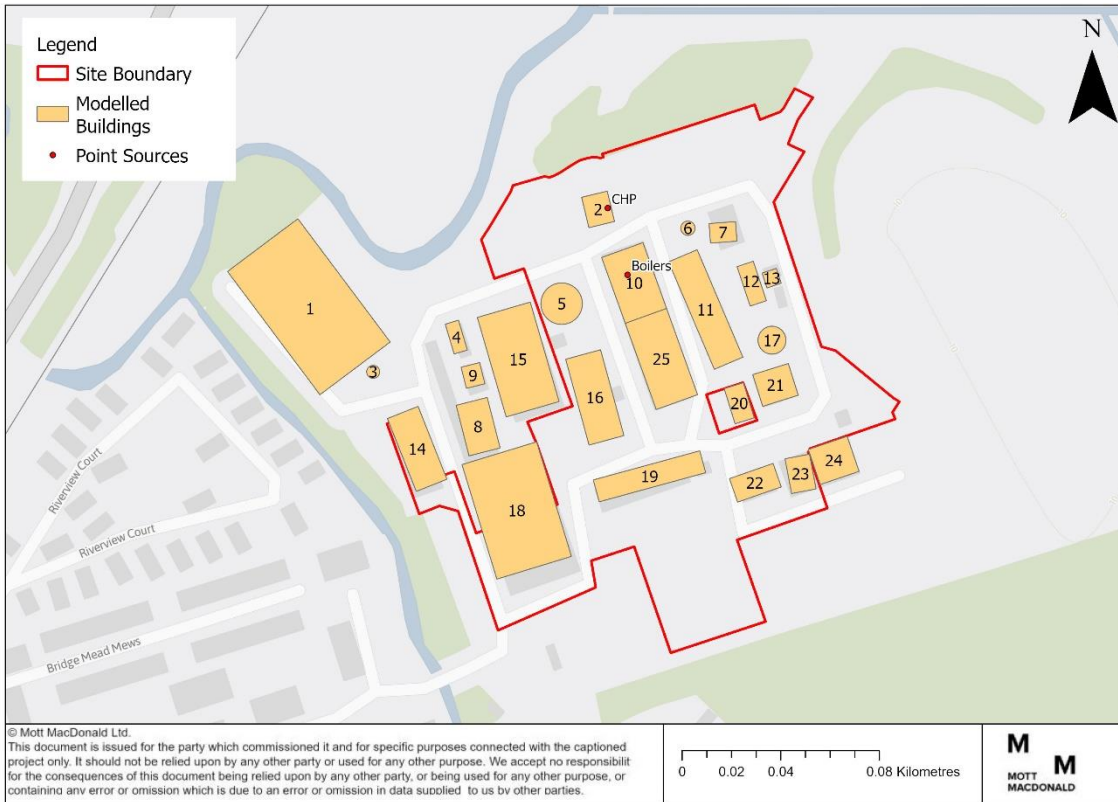 Legend
Site Boundary
Modelled
Buildings
Point Sources
N
CHP
2
6
7
Boilers
10
12
13
5
11
1
4
15
17
25
3
9
16
21
20
8
14
19
24
23
22
18
Riverview Court
Riverview Court
Bridge Mead Mews
© Mott MacDonald Ltd.
This document is issued for the party which commissioned it and for specific purposes connected with the captioned
project only. It should not be relied upon by any other party or used for any other purpose. We accept no responsibilit
for the consequences of this document being relied upon by any other party, or being used for any other purpose, or
containing any error or omission which is due to an error or omission in data supplied to us by other parties.
0 0.02 0.04 0.08 Kilometres
M
M
MOTT
MACDONALD